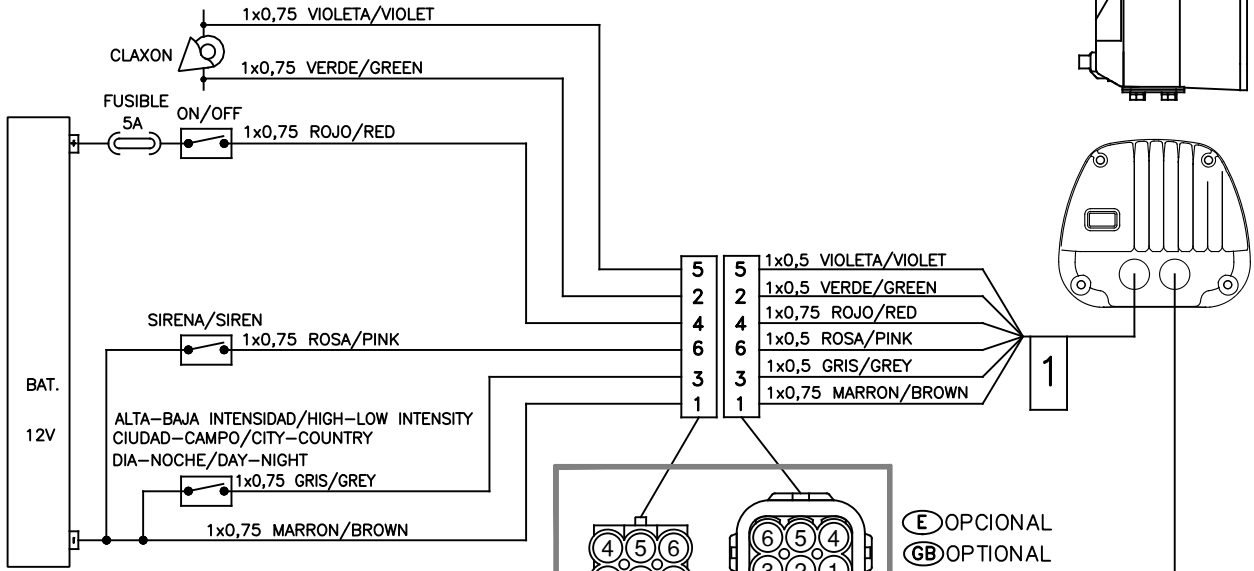 1x0,75 VIOLETA/VIOLET
CLAXON
1x0,75 VERDE/GREEN
FUSIBLE
5A
ON/OFF
1x0,75 ROJO/RED
+
SIRENA/SIREN
1x0,75 ROSA/PINK
BAT.
12V
ALTA-BAJA INTENSIDAD/HIGH-LOW INTENSITY
CIUDAD-CAMPO/CITY-COUNTRY
DIA-NOCHE/DAY-NIGHT
1x0,75 GRIS/GREY
1x0,75 MARRON/BROWN
-
5
2
4
6
3
1
5
2
4
6
3
1
1x0,5 VIOLETA/VIOLET
1x0,5 VERDE/GREEN
1x0,75 ROJO/RED
1x0,5 ROSA/PINK
1x0,5 GRIS/GREY
1x0,75 MARRON/BROWN
1
4 5 6
6 5 4
3 2 1
E OPCIONAL
GB OPTIONAL